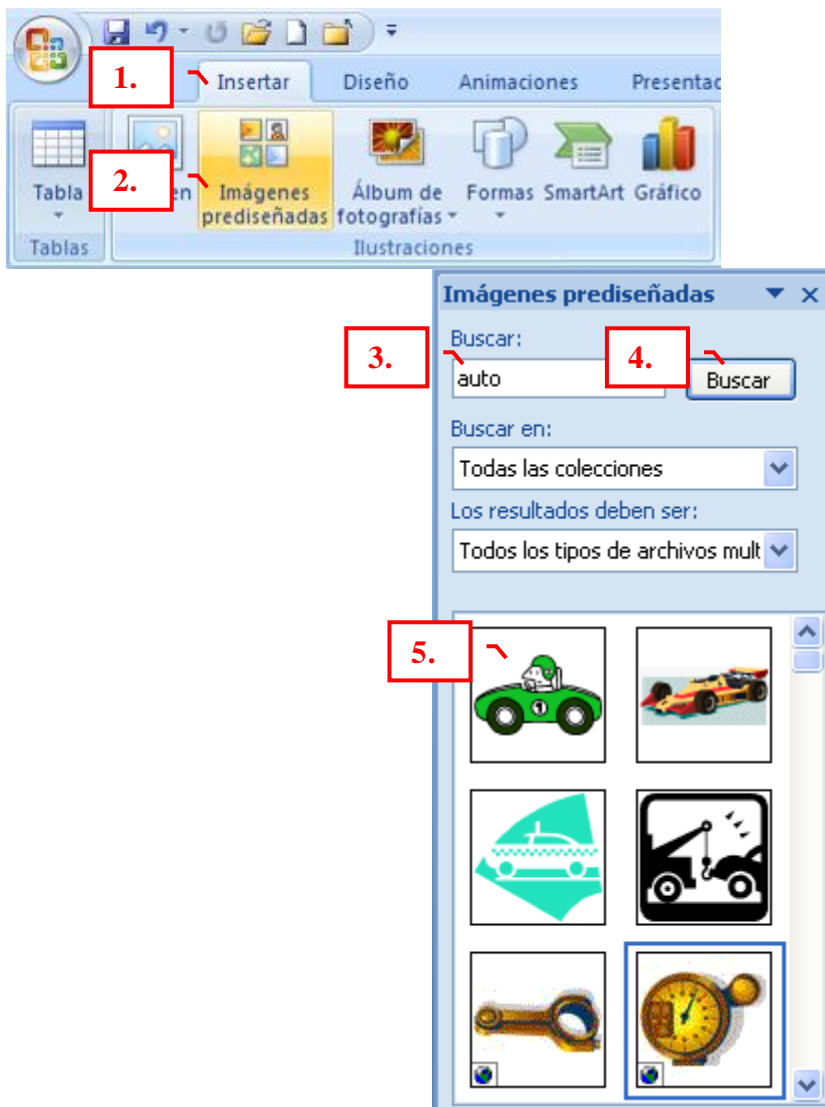 1.
Insertar Diseño Animaciones Presentac
2.
Tabla en Imágenes prediseñadas Álbum de fotografías Formas SmartArt Gráfico
Tablas Ilustraciones
Imágenes prediseñadas
Buscar:
3.
4.
auto Buscar
Buscar en:
Todas las colecciones
Los resultados deben ser:
Todos los tipos de archivos mult
5.
1